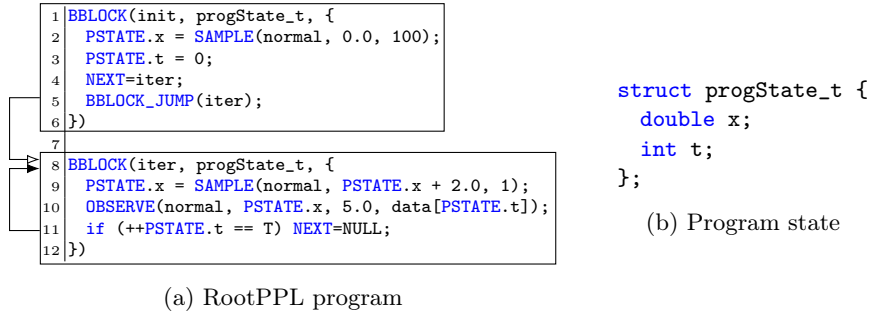 1 BBLOCK(init, progState_t, {
2 PSTATE.x = SAMPLE(normal, 0.0, 100);
3 PSTATE.t = 0;
4 NEXT=iter;
5 BBLOCK_JUMP(iter);
6 })
7
8 BBLOCK(iter, progState_t, {
9 PSTATE.x = SAMPLE(normal, PSTATE.x + 2.0, 1);
10 OBSERVE(normal, PSTATE.x, 5.0, data[PSTATE.t]);
11 if (++PSTATE.t == T) NEXT=NULL;
12 })
(a) RootPPL program
struct progState_t {
double x;
int t;
};
(b) Program state